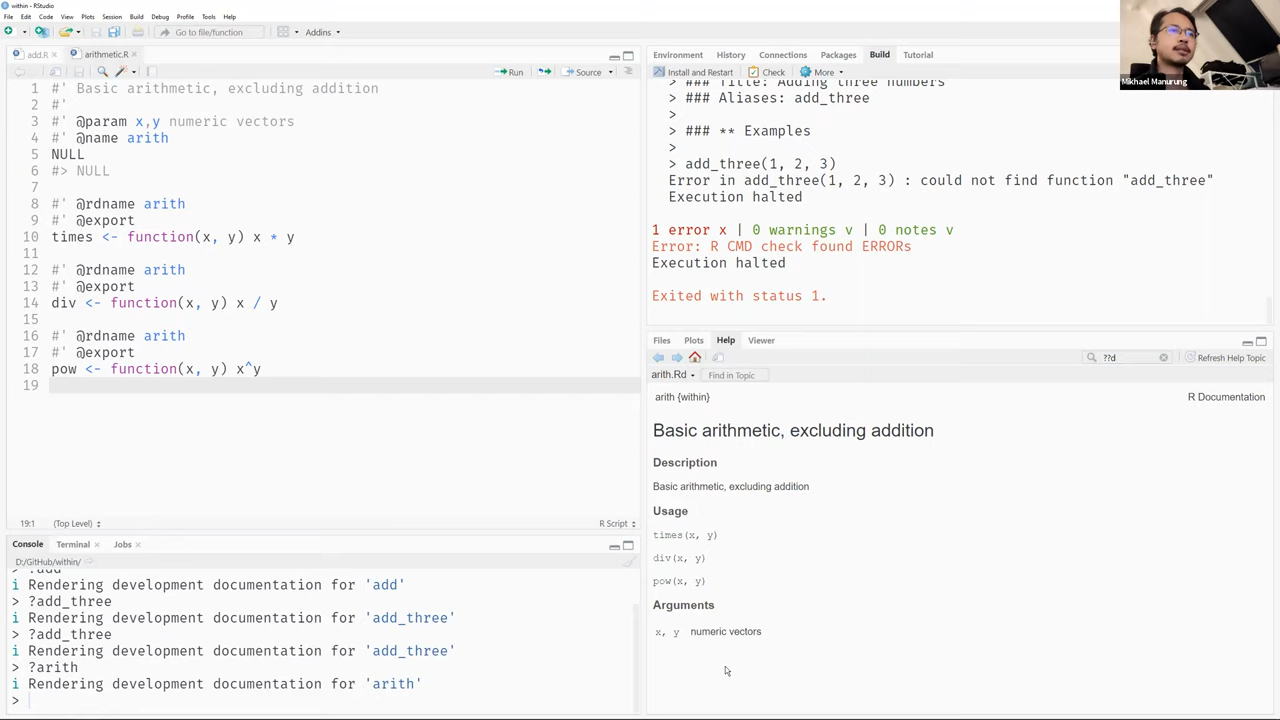 within - RStudio
File Edit Code View Plots Session Build Debug Profile Tools Help
Go to file/function Addins
add.R arithmetic.R
Run Source
1 #' Basic arithmetic, excluding addition
2 #'
3 #' @param x,y numeric vectors
4 #' @name arith
5 NULL
6 #> NULL
7
8 #' @rdname arith
9 #' @export
10 times <- function(x, y) x * y
11
12 #' @rdname arith
13 #' @export
14 div <- function(x, y) x / y
15
16 #' @rdname arith
17 #' @export
18 pow <- function(x, y) x^y
19
19:1 (Top Level) R Script
Console Terminal Jobs
D:/GitHub/within/
> ?add
i Rendering development documentation for 'add'
> ?add_three
i Rendering development documentation for 'add_three'
> ?add_three
i Rendering development documentation for 'add_three'
> ?arith
i Rendering development documentation for 'arith'
>
Environment History Connections Packages Build Tutorial
Install and Restart Check More
> ### Title: Adding three numbers
> ### Aliases: add_three
>
> ### ** Examples
>
> add_three(1, 2, 3)
Error in add_three(1, 2, 3) : could not find function "add_three"
Execution halted
1 error x | 0 warnings v | 0 notes v
Error: R CMD check found ERRORs
Execution halted
Exited with status 1.
Files Plots Help Viewer
??d Refresh Help Topic
arith.Rd Find in Topic
arith {within} R Documentation
Basic arithmetic, excluding addition
Description
Basic arithmetic, excluding addition
Usage
times(x, y)
div(x, y)
pow(x, y)
Arguments
x, y numeric vectors
Mikhael Manurung